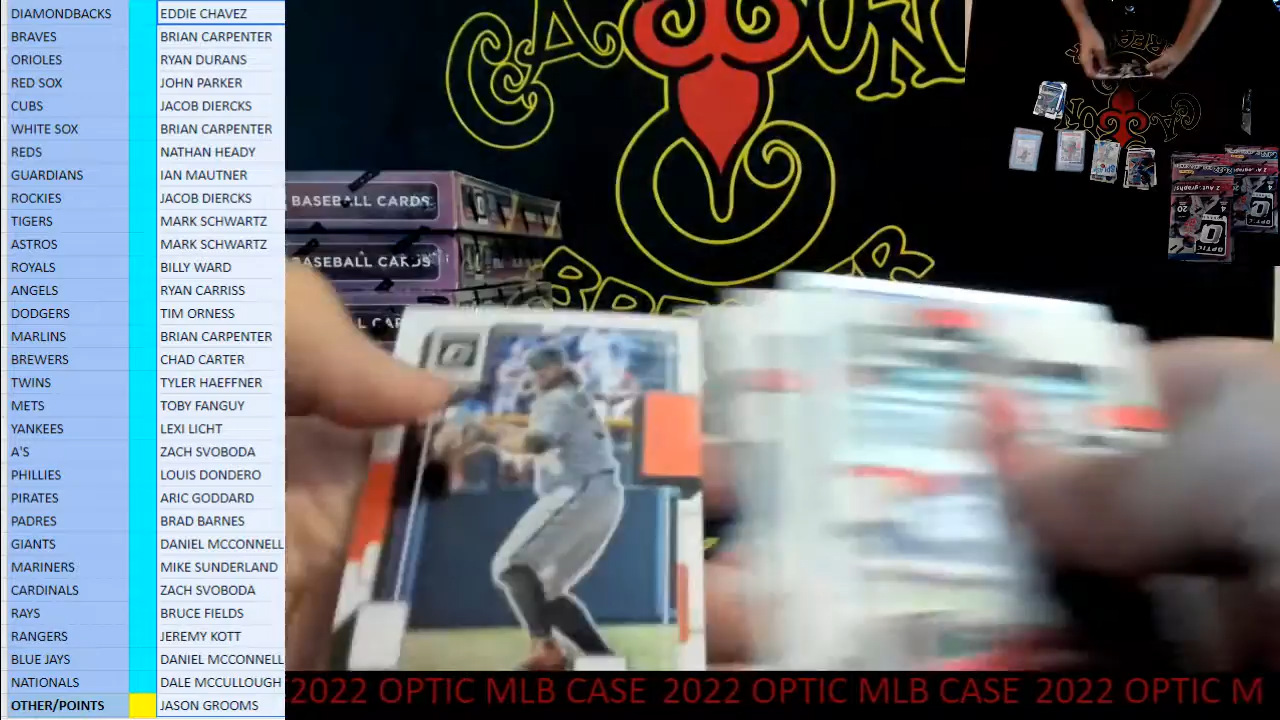 DIAMONDBACKS EDDIE CHAVEZ
BRAVES BRIAN CARPENTER
ORIOLES RYAN DURANS
RED SOX JOHN PARKER
CUBS JACOB DIERCKS
WHITE SOX BRIAN CARPENTER
REDS NATHAN HEADY
GUARDIANS IAN MAUTNER
ROCKIES JACOB DIERCKS
TIGERS MARK SCHWARTZ
ASTROS MARK SCHWARTZ
ROYALS BILLY WARD
ANGELS RYAN CARRISS
DODGERS TIM ORNESS
MARLINS BRIAN CARPENTER
BREWERS CHAD CARTER
TWINS TYLER HAEFFNER
METS TOBY FANGUY
YANKEES LEXI LICHT
A'S ZACH SVOBODA
PHILLIES LOUIS DONDERO
PIRATES ARIC GODDARD
PADRES BRAD BARNES
GIANTS DANIEL MCCONNELL
MARINERS MIKE SUNDERLAND
CARDINALS ZACH SVOBODA
RAYS BRUCE FIELDS
RANGERS JEREMY KOTT
BLUE JAYS DANIEL MCCONNELL
NATIONALS DALE MCCULLOUGH
OTHER/POINTS JASON GROOMS
BASEBALL CARDS
BASEBALL CARDS
2022 OPTIC MLB CASE 2022 OPTIC MLB CASE 2022 OPTIC M